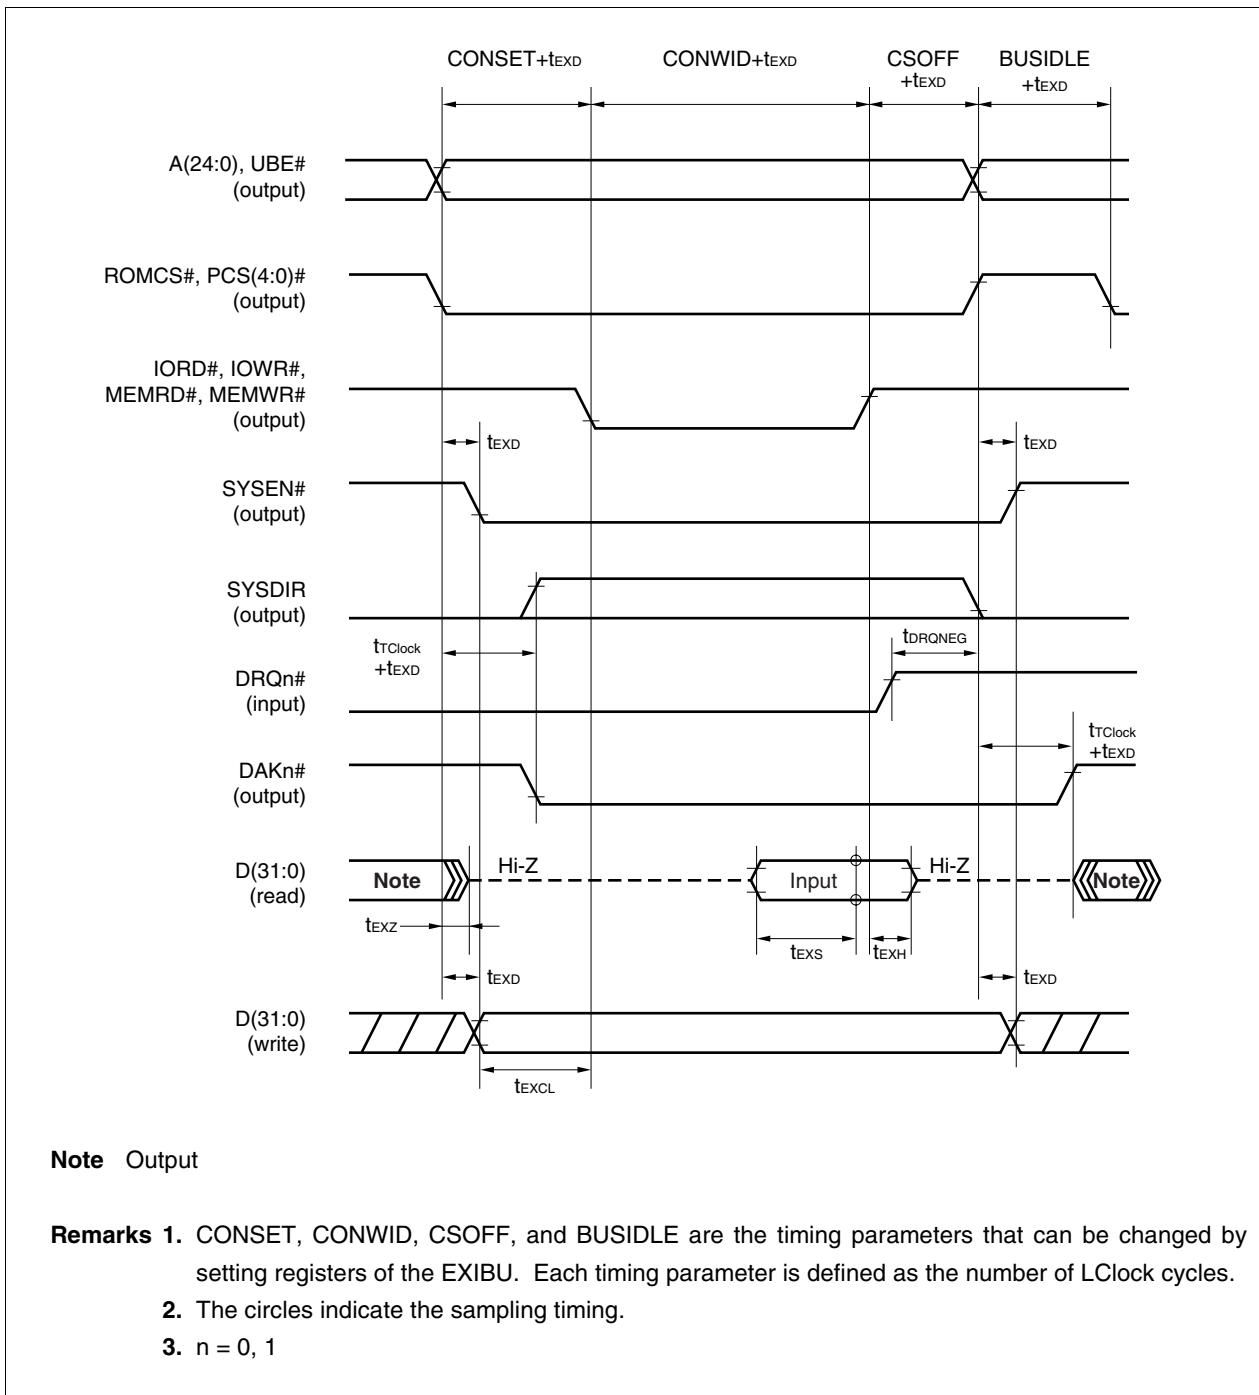 CONSET+tEXD
CONWID+tEXD
CSOFF
+tEXD
BUSIDLE
+tEXD
A(24:0), UBE#
(output)
ROMCS#, PCS(4:0)#
(output)
IORD#, IOWR#,
MEMRD#, MEMWR#
(output)
tEXD
tEXD
SYSEN#
(output)
SYSDIR
(output)
tTClock
+tEXD
tDRQNEG
DRQn#
(input)
tTClock
+tEXD
DAKn#
(output)
D(31:0)
(read)
Note
Hi-Z
Input
Hi-Z
Note
tEXZ
tEXS
tEXH
tEXD
tEXD
D(31:0)
(write)
tEXCL
Note Output
Remarks 1. CONSET, CONWID, CSOFF, and BUSIDLE are the timing parameters that can be changed by
setting registers of the EXIBU. Each timing parameter is defined as the number of LClock cycles.
2. The circles indicate the sampling timing.
3. n = 0, 1